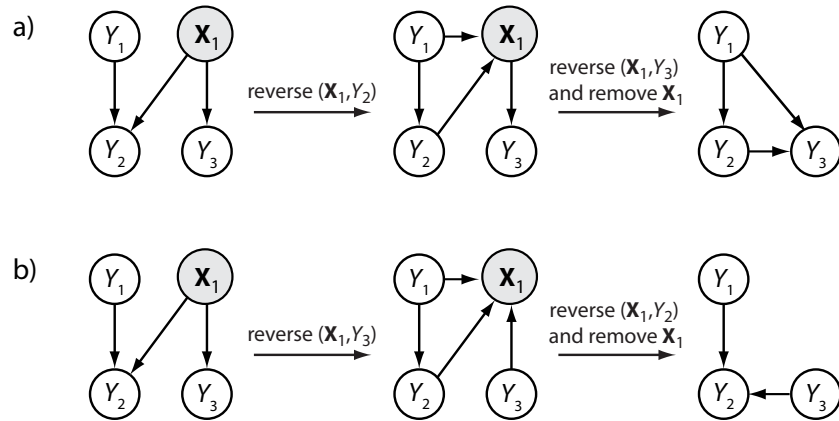 a)
Y1
X1
Y2
Y3
reverse (X1,Y2)
Y1
X1
Y2
Y3
reverse (X1,Y3)
and remove X1
Y1
Y2
Y3
b)
Y1
X1
Y2
Y3
reverse (X1,Y3)
Y1
X1
Y2
Y3
reverse (X1,Y2)
and remove X1
Y1
Y2
Y3